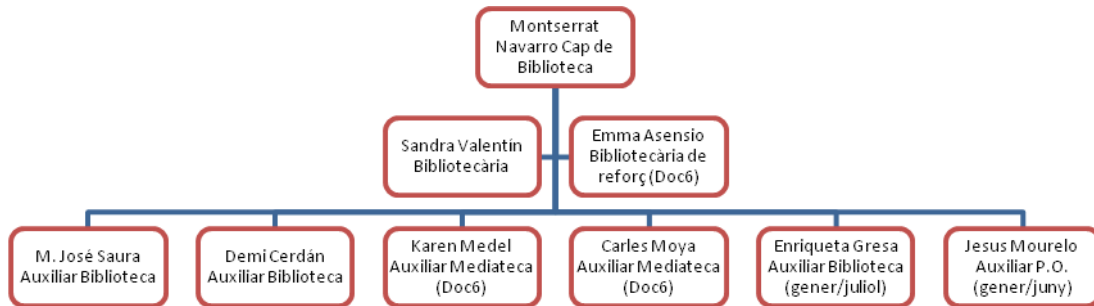 Montserrat
Navarro Cap de
Biblioteca
Sandra Valentín
Bibliotecària
Emma Asensio
Bibliotecària de
reforç (Doc6)
M. José Saura
Auxiliar Biblioteca
Demi Cerdán
Auxiliar Biblioteca
Karen Medel
Auxiliar Mediateca
(Doc6)
Carles Moya
Auxiliar Mediateca
(Doc6)
Enriqueta Gresa
Auxiliar Biblioteca
(gener/juliol)
Jesus Mourelo
Auxiliar P.O.
(gener/juny)